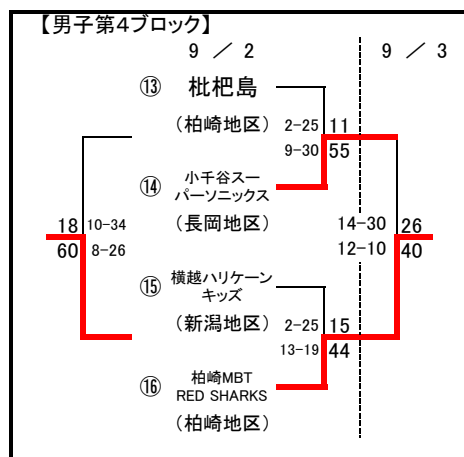 【男子第4ブロック】
9 / 2
9 / 3
⑬ 枇杷島
(柏崎地区)
2-25 11
9-30 55
⑭ 小千谷スー
パーソニックス
(長岡地区)
18 10-34
60 8-26
14-30 26
12-10 40
⑮ 横越ハリケーン
キッズ
(新潟地区)
2-25 15
13-19 44
⑯ 柏崎MBT
RED SHARKS
(柏崎地区)